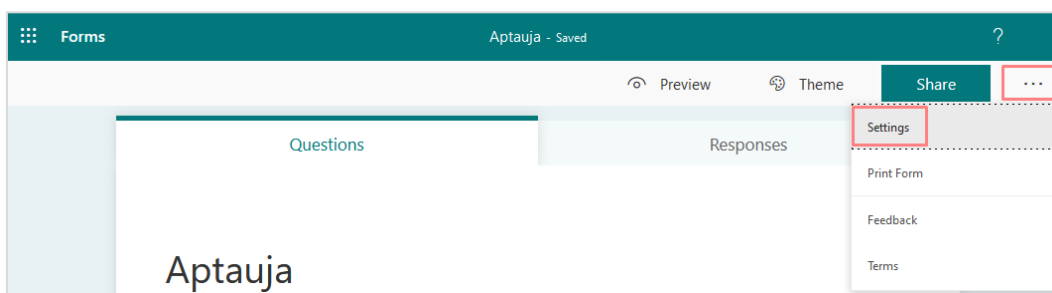 Forms Aptauja - Saved ?
Preview Theme Share ...
Questions Responses
Settings
Print Form
Feedback
Terms
Aptauja